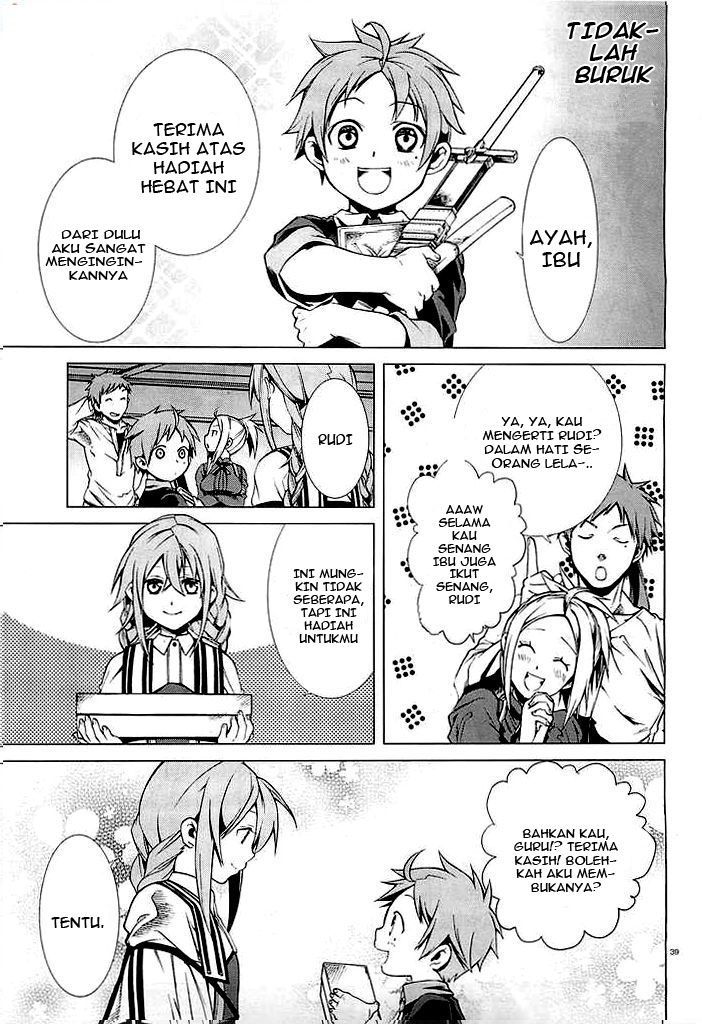 TIDAK-
LAH
BURUK
AYAH,
IBU
TERIMA
KASIH ATAS
HADIAH
HEBAT INI
DARI DULU
AKU SANGAT
MENGINGIN-
KANNYA
YA, YA, KAU
MENGERTI RUDI?
DALAM HATI SE-
ORANG LELA-..
AAAW
SELAMA
KAU
SENANG
IBU JUGA
IKUT
SENANG,
RUDI
RUDI
INI MUNG-
KIN TIDAK
SEBERAPA,
TAPI INI
HADIAH
UNTUKMU
BAHKAN KAU,
GURU!? TERIMA
KASIH! BOLEH-
KAH AKU MEM-
BUKANYA?
TENTU.
39